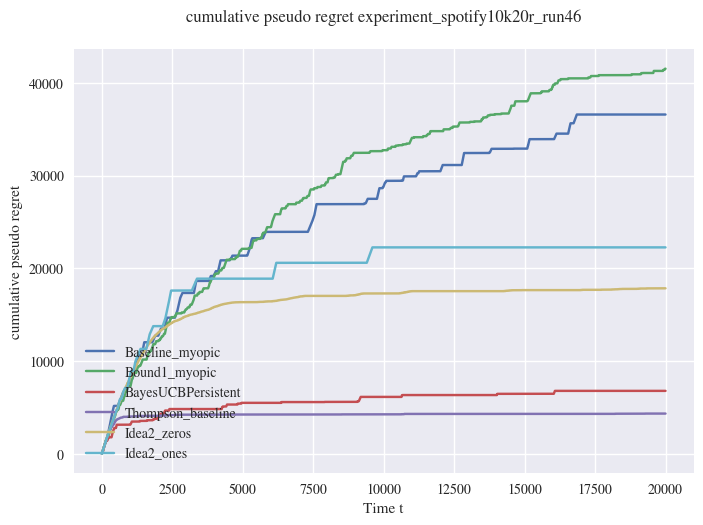 cumulative pseudo regret experiment_spotify10k20r_run46
cumulative pseudo regret
40000
30000
20000
10000
0
Baseline_myopic
Bound1_myopic
BayesUCBPersistent
Thompson_baseline
Idea2_zeros
Idea2_ones
0 2500 5000 7500 10000 12500 15000 17500 20000
Time t